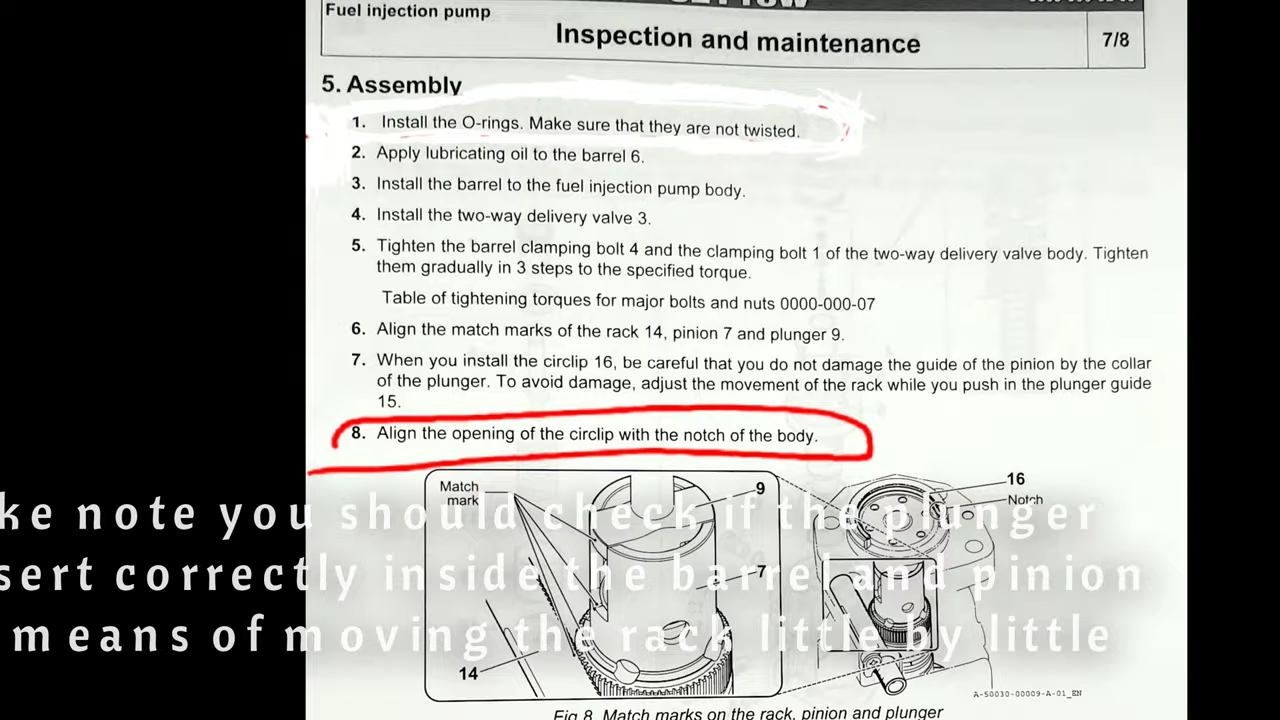 Fuel injection pump
Inspection and maintenance
7/8
5. Assembly
1. Install the O-rings. Make sure that they are not twisted.
2. Apply lubricating oil to the barrel 6.
3. Install the barrel to the fuel injection pump body.
4. Install the two-way delivery valve 3.
5. Tighten the barrel clamping bolt 4 and the clamping bolt 1 of the two-way delivery valve body. Tighten
them gradually in 3 steps to the specified torque.
Table of tightening torques for major bolts and nuts 0000-000-07
6. Align the match marks of the rack 14, pinion 7 and plunger 9.
7. When you install the circlip 16, be careful that you do not damage the guide of the pinion by the collar
of the plunger. To avoid damage, adjust the movement of the rack while you push in the plunger guide
15.
8. Align the opening of the circlip with the notch of the body.
Match
mark
9
7
14
16
Notch
note you should check if the plunger
correctly inside the barrel and pinion
means of moving the rack little by little
A-50030-00009-A-01_EN
Fig 8 Match marks on the rack, pinion and plunger